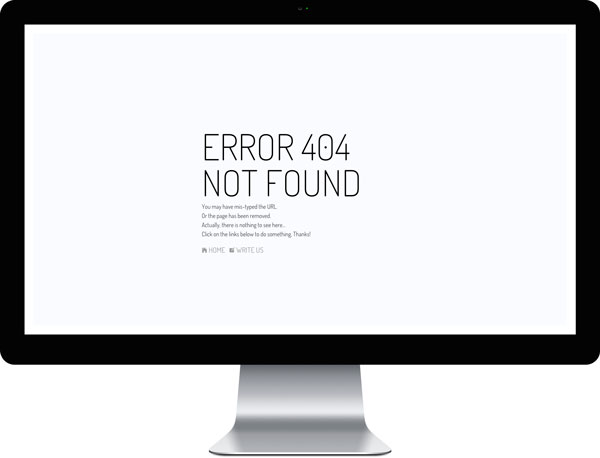 ERROR 404
NOT FOUND
You may have mis-typed the URL.
Or the page has been removed.
Actually, there is nothing to see here...
Click on the links below to do something, Thanks!
HOME WRITE US